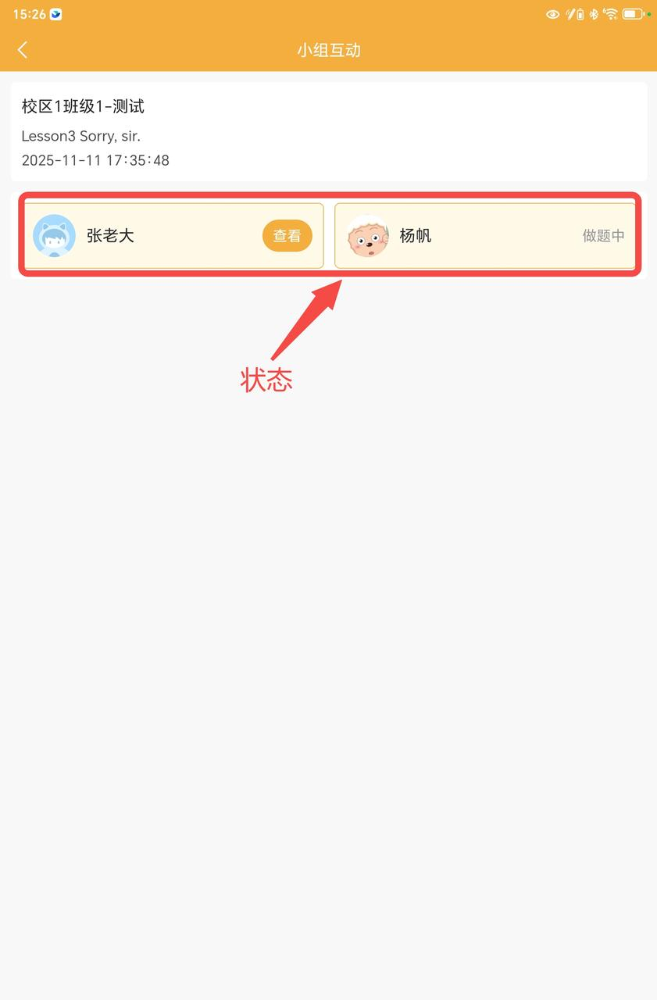 15:26
小组互动
校区1班级1-测试
Lesson3 Sorry, sir.
2025-11-11 17:35:48
张老大 查看 杨帆 做题中
状态